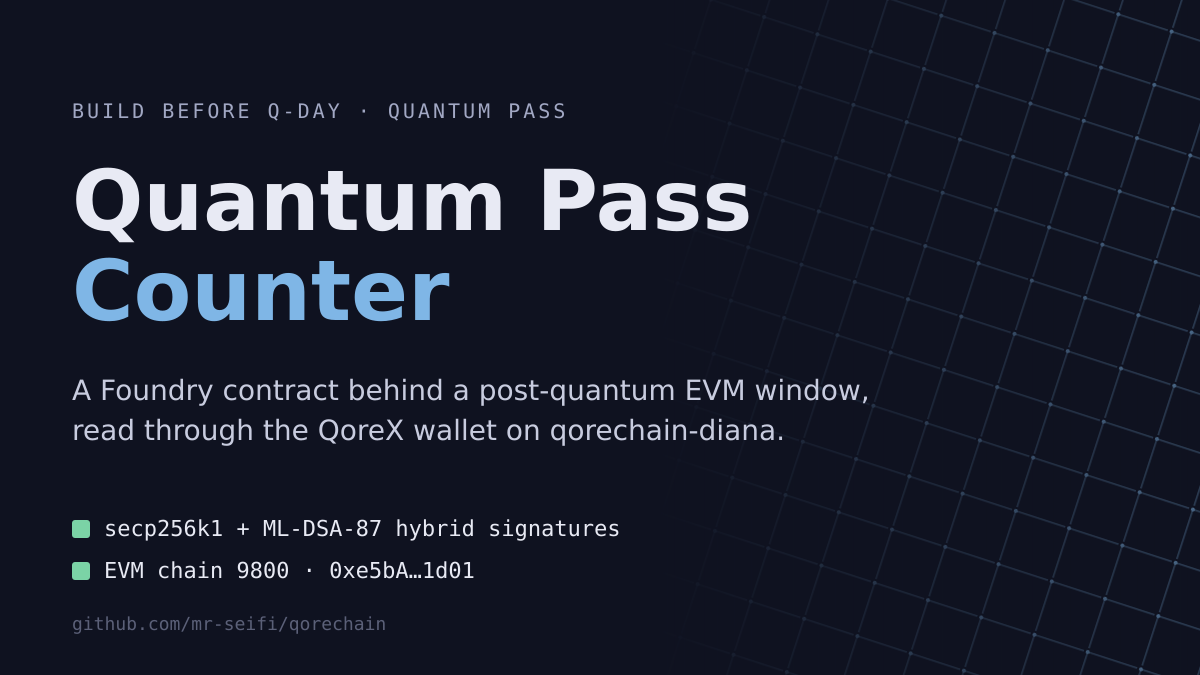 BUILD BEFORE Q-DAY · QUANTUM PASS
Quantum Pass
Counter
A Foundry contract behind a post-quantum EVM window,
read through the QoreX wallet on qorechain-diana.
secp256k1 + ML-DSA-87 hybrid signatures
EVM chain 9800 · 0xe5bA…1d01
github.com/mr-seifi/qorechain